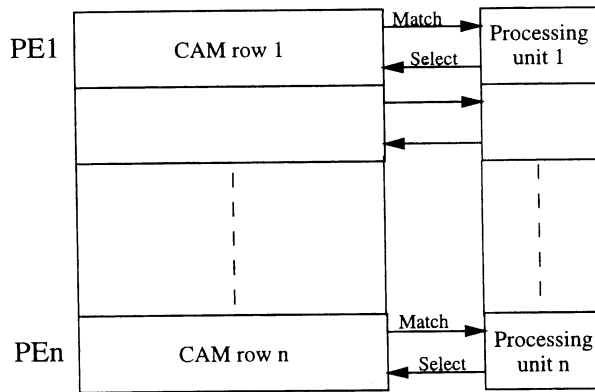 PE1
CAM row 1
Match
Select
Processing
unit 1
PEn
CAM row n
Match
Select
Processing
unit n